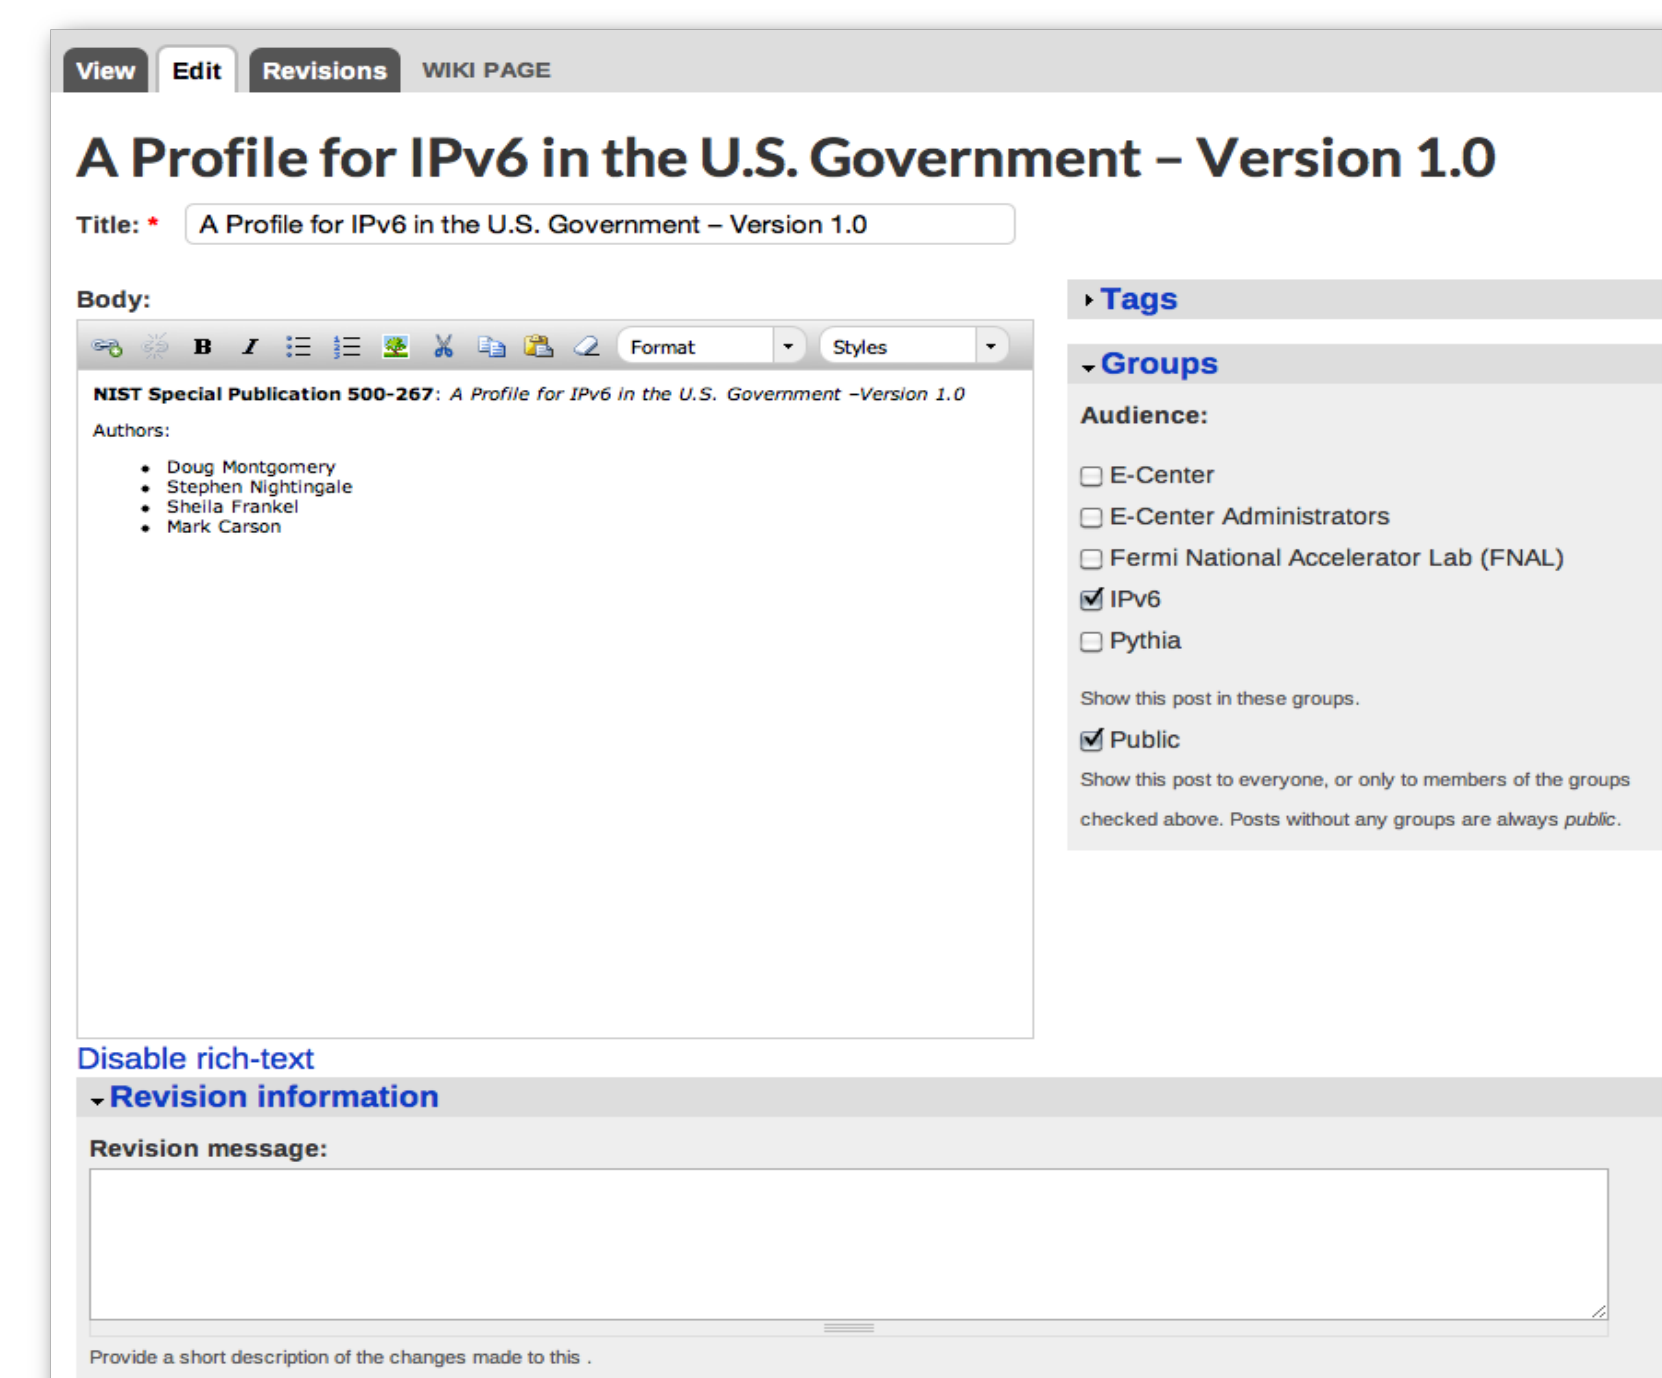 View Edit Revisions WIKI PAGE
A Profile for IPv6 in the U.S. Government – Version 1.0
Title: * A Profile for IPv6 in the U.S. Government – Version 1.0
Body:
B I Format Styles
NIST Special Publication 500-267: A Profile for IPv6 in the U.S. Government –Version 1.0
Authors:
• Doug Montgomery
• Stephen Nightingale
• Sheila Frankel
• Mark Carson
Disable rich-text
Tags
Groups
Audience:
E-Center
E-Center Administrators
Fermi National Accelerator Lab (FNAL)
IPv6
Pythia
Show this post in these groups.
Public
Show this post to everyone, or only to members of the groups
checked above. Posts without any groups are always public.
Revision information
Revision message:
Provide a short description of the changes made to this .